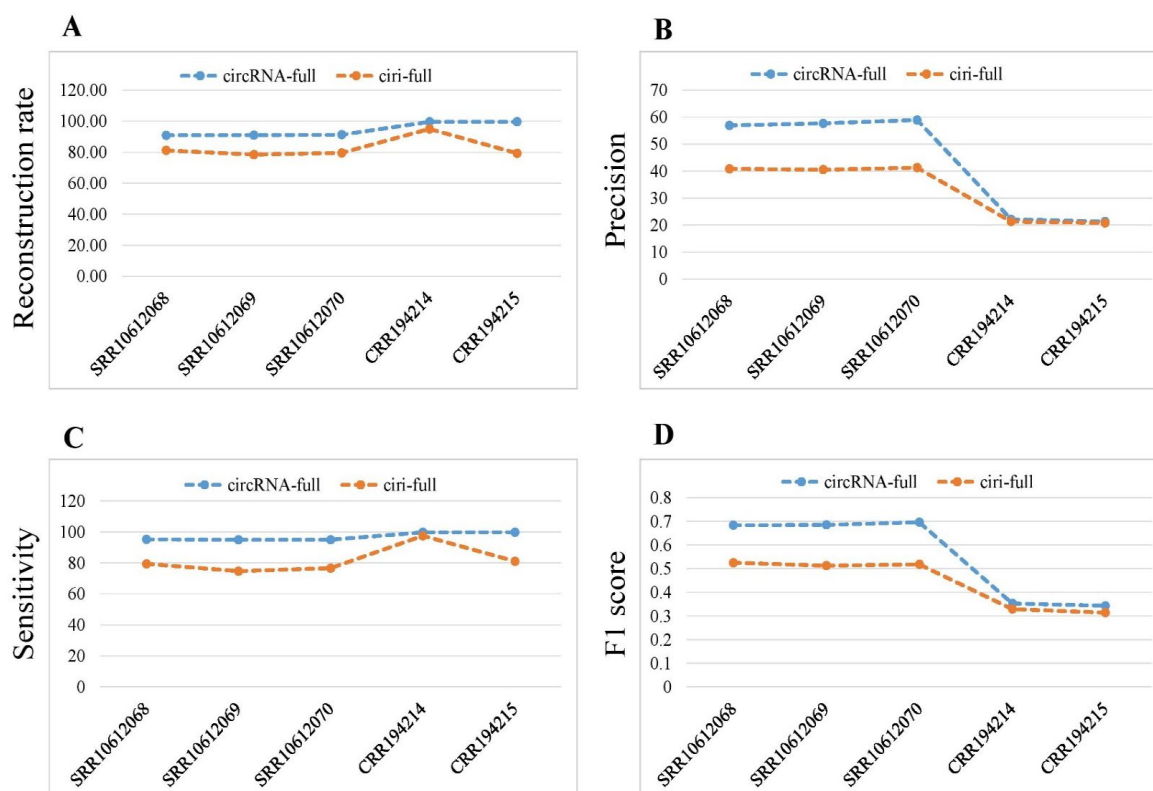 A
circRNA-full ciri-full
Reconstruction rate
120.00
100.00
80.00
60.00
40.00
20.00
0.00
SRR10612068
SRR10612069
SRR10612070
CRR194214
CRR194215
B
circRNA-full ciri-full
Precision
70
60
50
40
30
20
10
0
SRR10612068
SRR10612069
SRR10612070
CRR194214
CRR194215
C
circRNA-full ciri-full
Sensitivity
120
100
80
60
40
20
0
SRR10612068
SRR10612069
SRR10612070
CRR194214
CRR194215
D
circRNA-full ciri-full
F1 score
0.8
0.7
0.6
0.5
0.4
0.3
0.2
0.1
0
SRR10612068
SRR10612069
SRR10612070
CRR194214
CRR194215